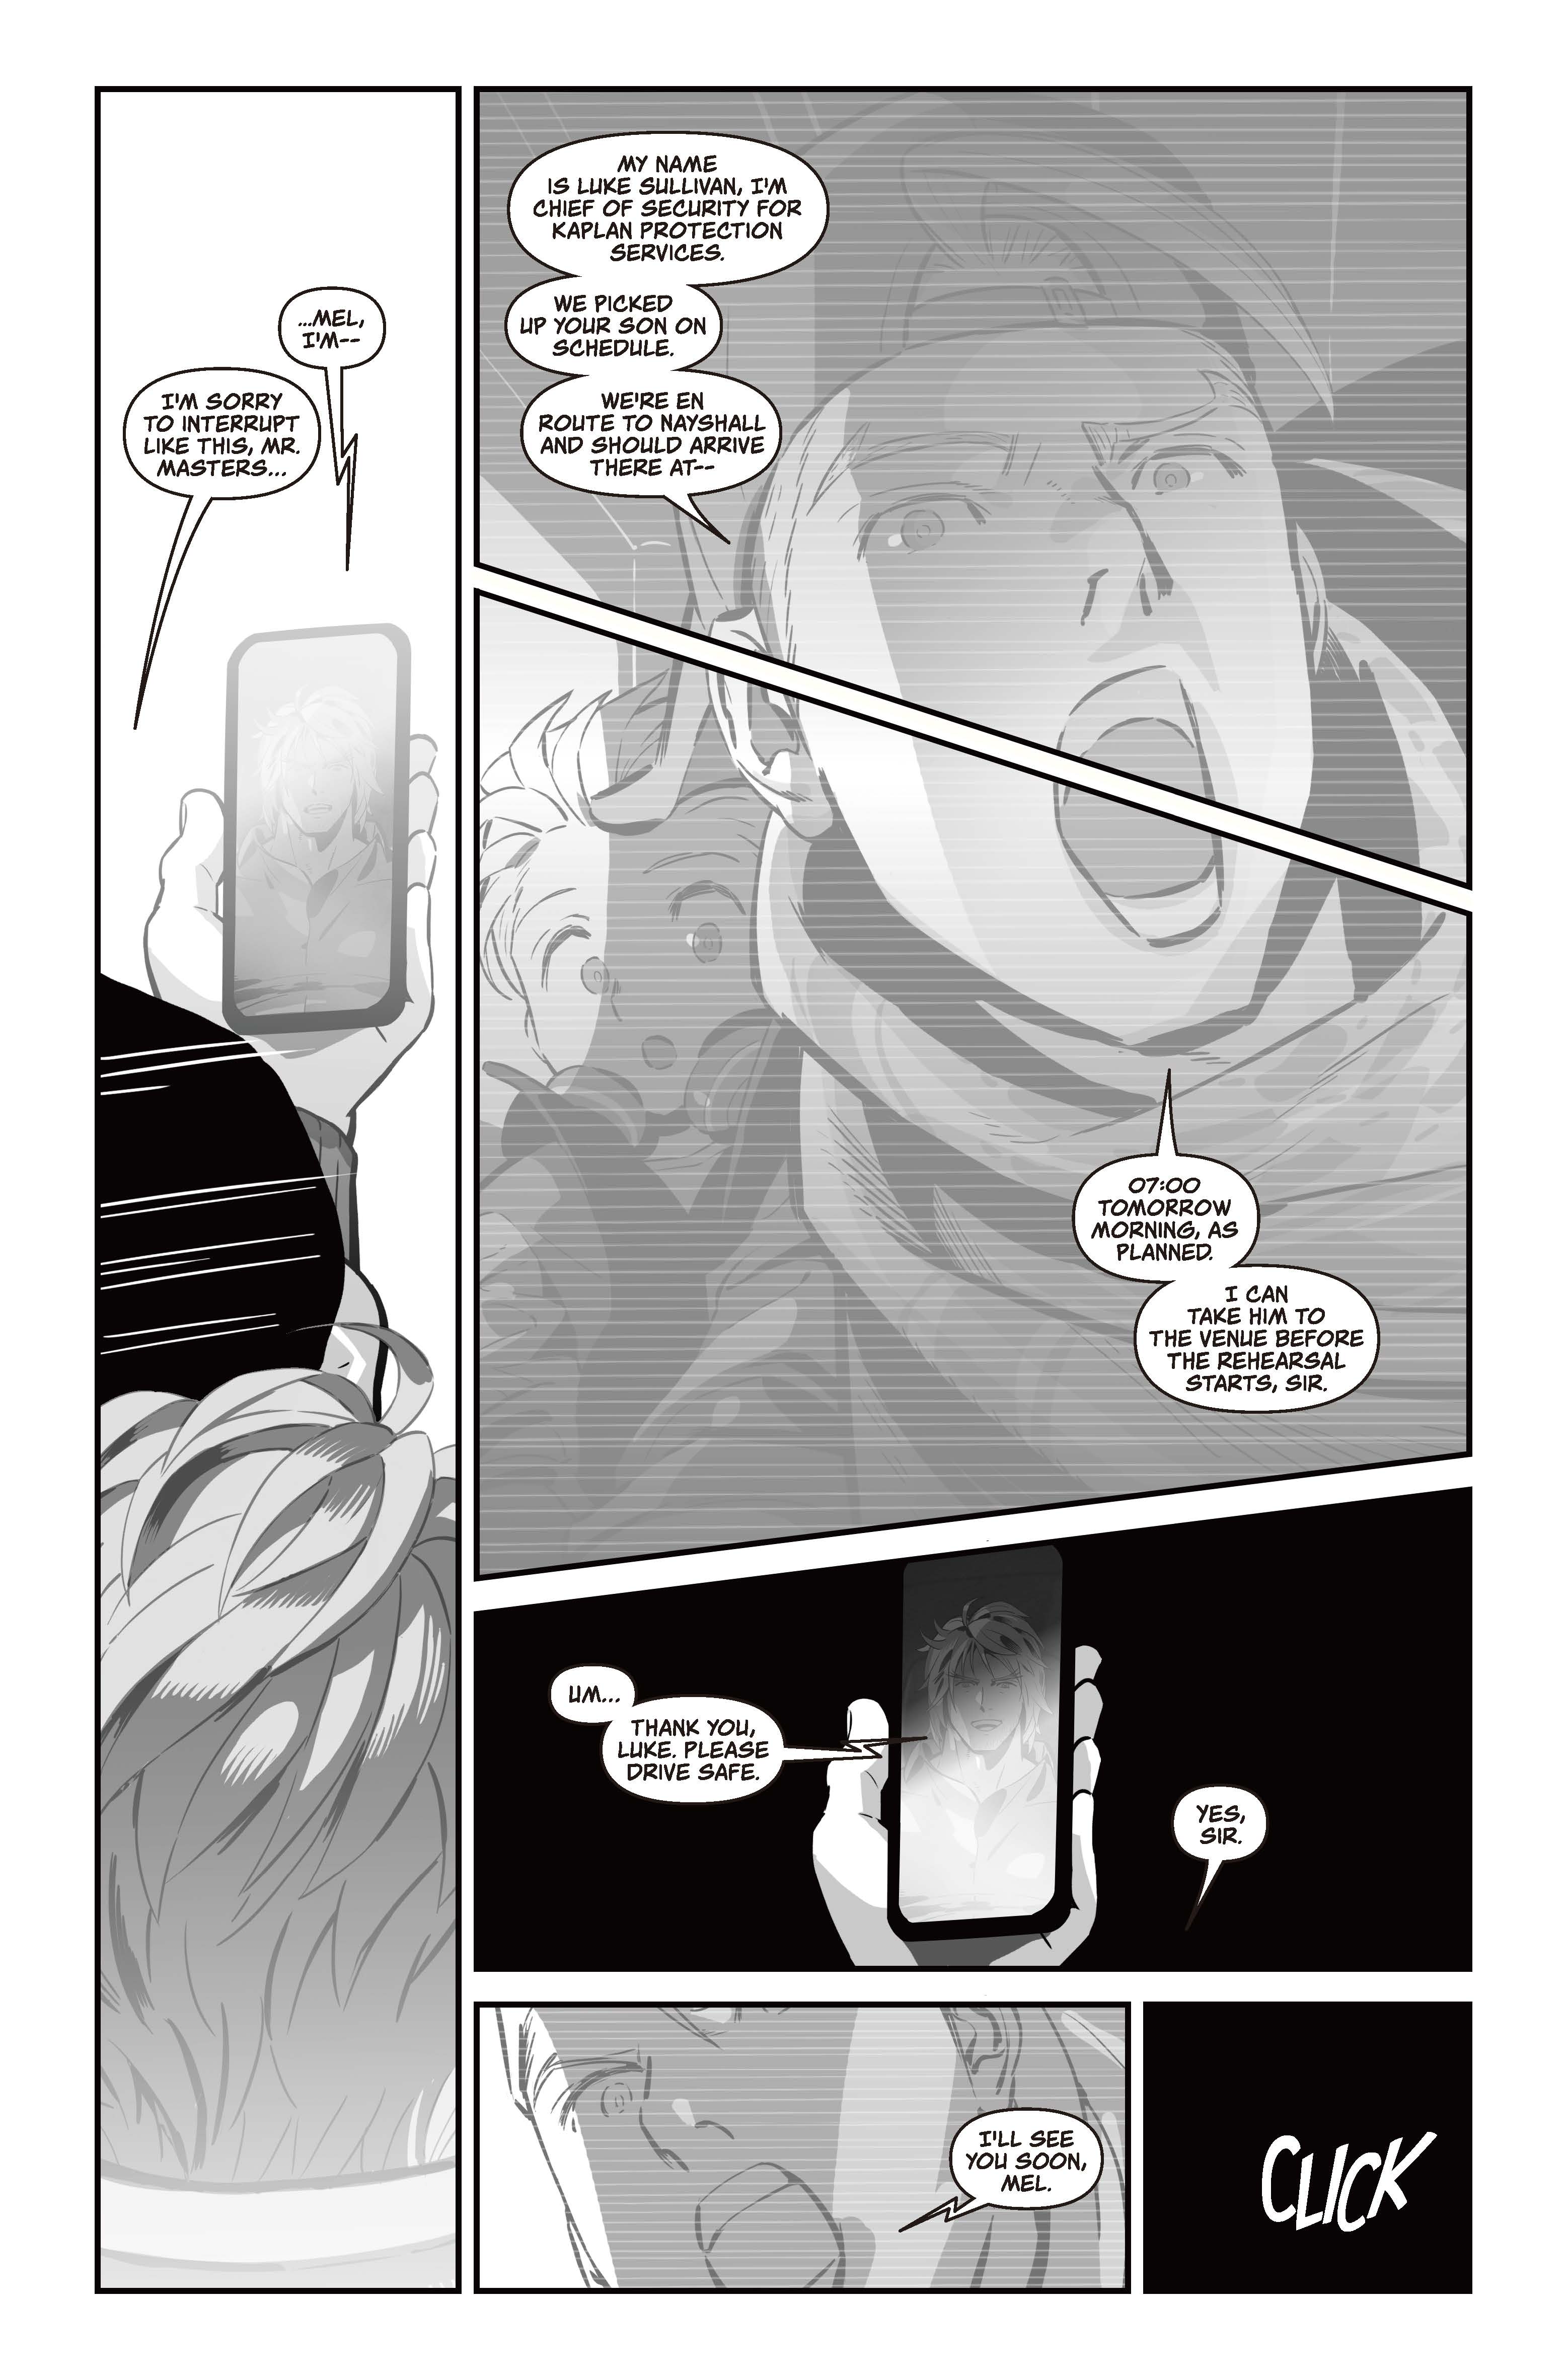 ...MEL,
I'M--
I'M SORRY
TO INTERRUPT
LIKE THIS, MR.
MASTERS...
MY NAME
IS LUKE SULLIVAN, I'M
CHIEF OF SECURITY FOR
KAPLAN PROTECTION
SERVICES.
WE PICKED
UP YOUR SON ON
SCHEDULE.
WE'RE EN
ROUTE TO NAYSHALL
AND SHOULD ARRIVE
THERE AT--
07:00
TOMORROW
MORNING, AS
PLANNED.
I CAN
TAKE HIM TO
THE VENUE BEFORE
THE REHEARSAL
STARTS, SIR.
UM...
THANK YOU,
LUKE. PLEASE
DRIVE SAFE.
YES,
SIR.
I'LL SEE
YOU SOON,
MEL.
CLICK